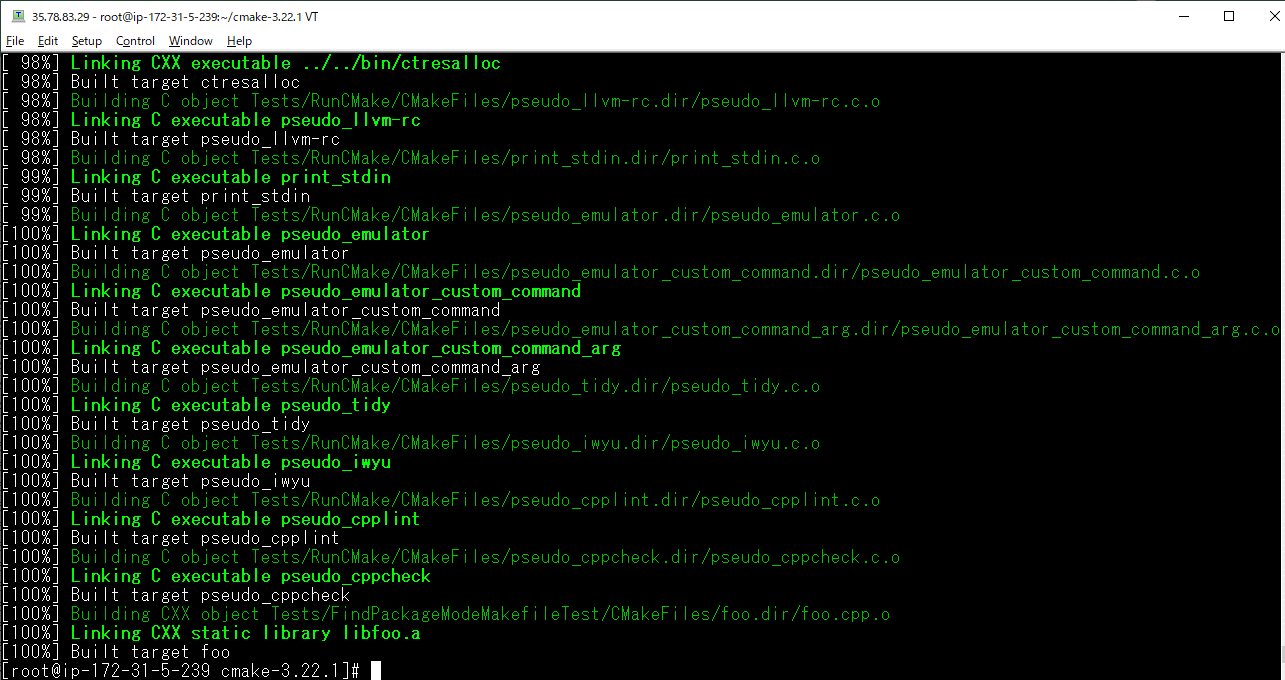 35.78.83.29 - root@ip-172-31-5-239:~/cmake-3.22.1 VT
File Edit Setup Control Window Help
[ 98%] Linking CXX executable ../../bin/ctresalloc
[ 98%] Built target ctresalloc
[ 98%] Building C object Tests/RunCMake/CMakeFiles/pseudo_llvm-rc.dir/pseudo_llvm-rc.c.o
[ 98%] Linking C executable pseudo_llvm-rc
[ 98%] Built target pseudo_llvm-rc
[ 98%] Building C object Tests/RunCMake/CMakeFiles/print_stdin.dir/print_stdin.c.o
[ 99%] Linking C executable print_stdin
[ 99%] Built target print_stdin
[ 99%] Building C object Tests/RunCMake/CMakeFiles/pseudo_emulator.dir/pseudo_emulator.c.o
[100%] Linking C executable pseudo_emulator
[100%] Built target pseudo_emulator
[100%] Building C object Tests/RunCMake/CMakeFiles/pseudo_emulator_custom_command.dir/pseudo_emulator_custom_command.c.o
[100%] Linking C executable pseudo_emulator_custom_command
[100%] Built target pseudo_emulator_custom_command
[100%] Building C object Tests/RunCMake/CMakeFiles/pseudo_emulator_custom_command_arg.dir/pseudo_emulator_custom_command_arg.c.o
[100%] Linking C executable pseudo_emulator_custom_command_arg
[100%] Built target pseudo_emulator_custom_command_arg
[100%] Building C object Tests/RunCMake/CMakeFiles/pseudo_tidy.dir/pseudo_tidy.c.o
[100%] Linking C executable pseudo_tidy
[100%] Built target pseudo_tidy
[100%] Building C object Tests/RunCMake/CMakeFiles/pseudo_iwyu.dir/pseudo_iwyu.c.o
[100%] Linking C executable pseudo_iwyu
[100%] Built target pseudo_iwyu
[100%] Building C object Tests/RunCMake/CMakeFiles/pseudo_cpplint.dir/pseudo_cpplint.c.o
[100%] Linking C executable pseudo_cpplint
[100%] Built target pseudo_cpplint
[100%] Building C object Tests/RunCMake/CMakeFiles/pseudo_cppcheck.dir/pseudo_cppcheck.c.o
[100%] Linking C executable pseudo_cppcheck
[100%] Built target pseudo_cppcheck
[100%] Building CXX object Tests/FindPackageModeMakefileTest/CMakeFiles/foo.dir/foo.cpp.o
[100%] Linking CXX static library libfoo.a
[100%] Built target foo
[root@ip-172-31-5-239 cmake-3.22.1]#